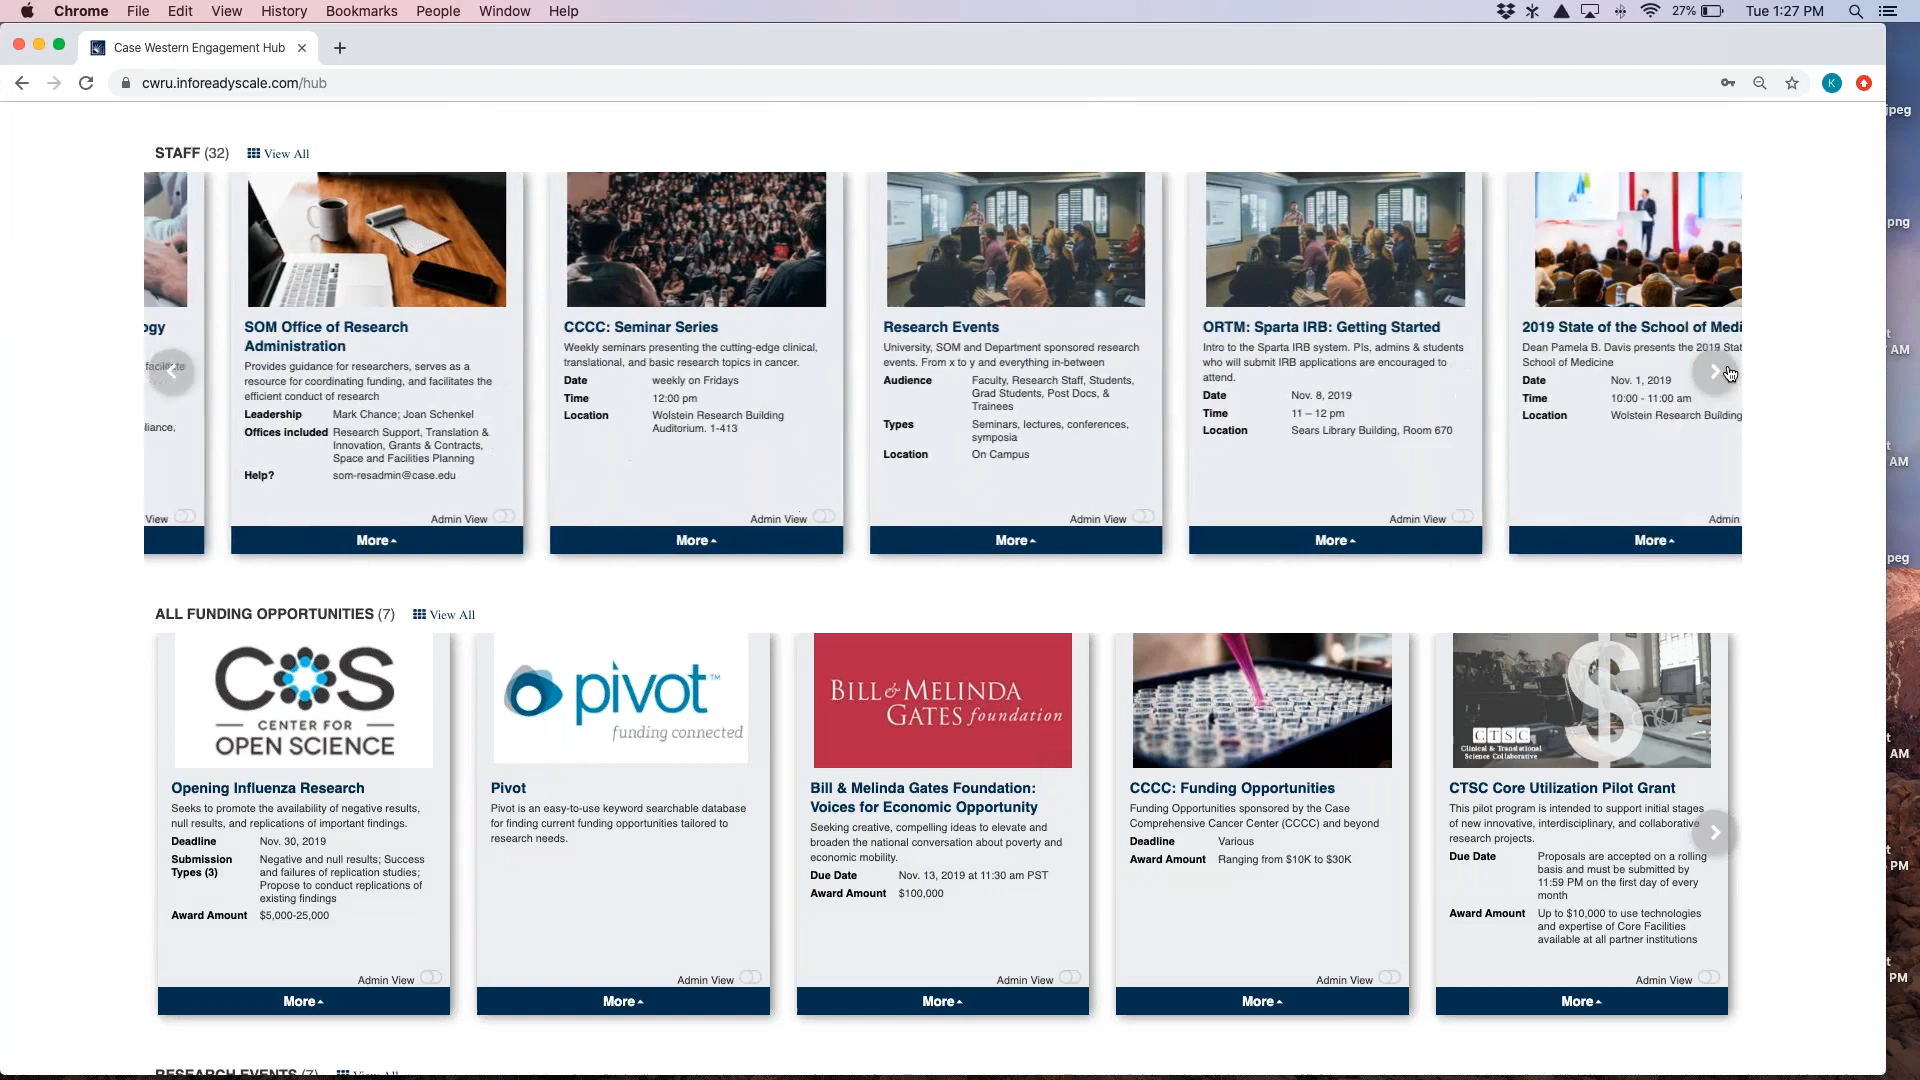 Chrome File Edit View History Bookmarks People Window Help 27% Tue 1:27 PM
Case Western Engagement Hub
cwru.inforeadyscale.com/hub
K
jpeg
png
AM
AM
peg
AM
PM
PM
STAFF (32) View All
ogy
facilitate
liance,
View
SOM Office of Research
Administration
Provides guidance for researchers, serves as a
resource for coordinating funding, and facilitates the
efficient conduct of research
Leadership Mark Chance; Joan Schenkel
Offices included Research Support, Translation &
Innovation, Grants & Contracts,
Space and Facilities Planning
Help? som-resadmin@case.edu
Admin View
More
CCCC: Seminar Series
Weekly seminars presenting the cutting-edge clinical,
translational, and basic research topics in cancer.
Date weekly on Fridays
Time 12:00 pm
Location Wolstein Research Building
Auditorium. 1-413
Admin View
More
Research Events
University, SOM and Department sponsored research
events. From x to y and everything in-between
Audience Faculty, Research Staff, Students,
Grad Students, Post Docs, &
Trainees
Types Seminars, lectures, conferences,
symposia
Location On Campus
Admin View
More
ORTM: Sparta IRB: Getting Started
Intro to the Sparta IRB system. PIs, admins & students
who will submit IRB applications are encouraged to
attend.
Date Nov. 8, 2019
Time 11 – 12 pm
Location Sears Library Building, Room 670
Admin View
More
2019 State of the School of Medi
Dean Pamela B. Davis presents the 2019 Stat
School of Medicine
Date Nov. 1, 2019
Time 10:00 - 11:00 am
Location Wolstein Research Building
Admin
More
ALL FUNDING OPPORTUNITIES (7) View All
COS
CENTER FOR
OPEN SCIENCE
Opening Influenza Research
Seeks to promote the availability of negative results,
null results, and replications of important findings.
Deadline Nov. 30, 2019
Submission Negative and null results; Success
Types (3) and failures of replication studies;
Propose to conduct replications of
existing findings
Award Amount $5,000-25,000
Admin View
More
pivot™
funding connected
Pivot
Pivot is an easy-to-use keyword searchable database
for finding current funding opportunities tailored to
research needs.
Admin View
More
BILL & MELINDA
GATES foundation
Bill & Melinda Gates Foundation:
Voices for Economic Opportunity
Seeking creative, compelling ideas to elevate and
broaden the national conversation about poverty and
economic mobility.
Due Date Nov. 13, 2019 at 11:30 am PST
Award Amount $100,000
Admin View
More
CCCC: Funding Opportunities
Funding Opportunities sponsored by the Case
Comprehensive Cancer Center (CCCC) and beyond
Deadline Various
Award Amount Ranging from $10K to $30K
Admin View
More
$
CTSC
Clinical & Translational
Science Collaborative
CTSC Core Utilization Pilot Grant
This pilot program is intended to support initial stages
of new innovative, interdisciplinary, and collaborative
research projects.
Due Date Proposals are accepted on a rolling
basis and must be submitted by
11:59 PM on the first day of every
month
Award Amount Up to $10,000 to use technologies
and expertise of Core Facilities
available at all partner institutions
Admin View
More
RESEARCH EVENTS (7) View All